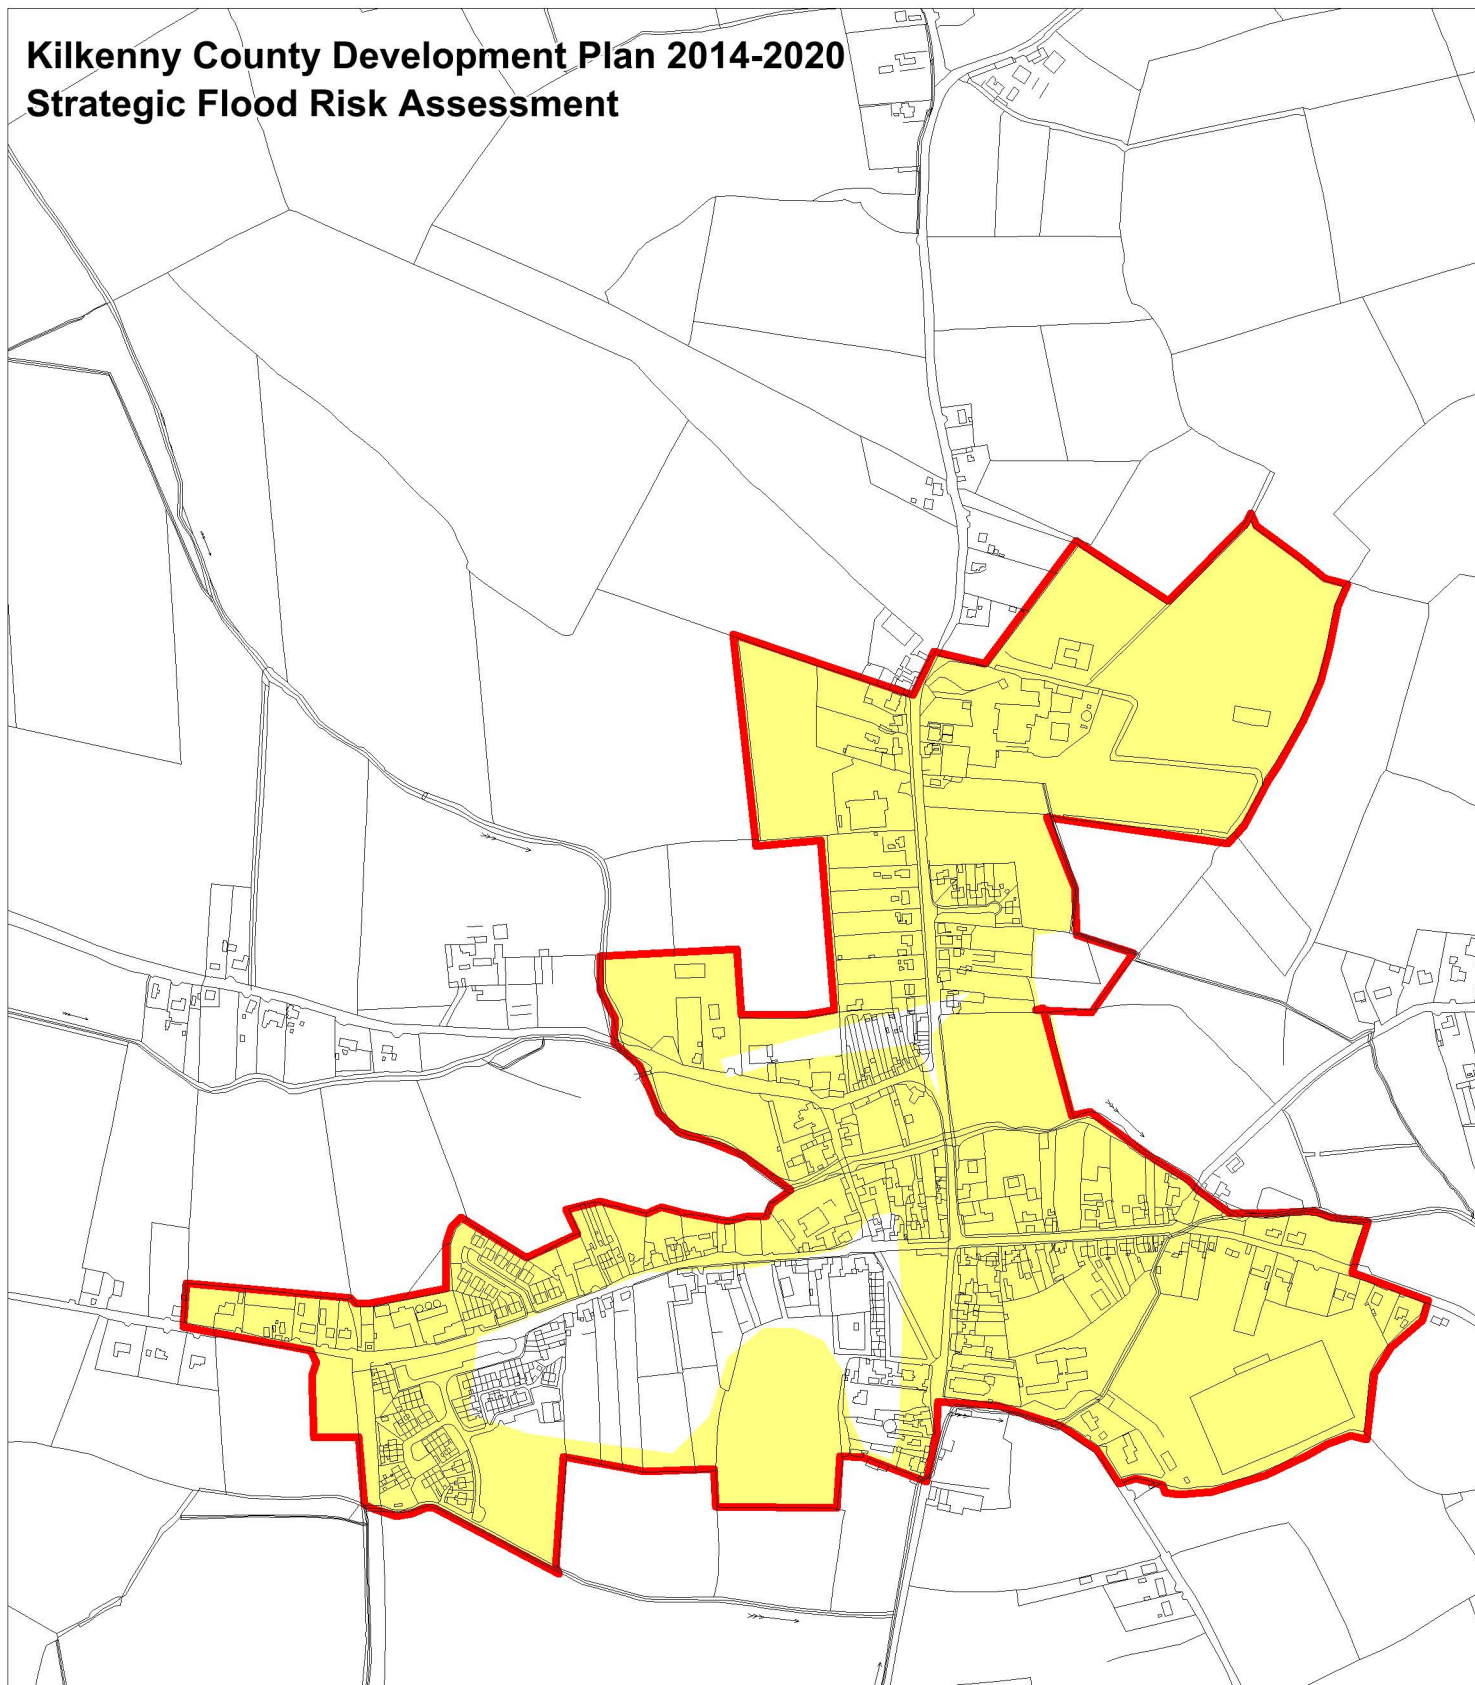 Kilkenny County Development Plan 2014-2020
Strategic Flood Risk Assessment